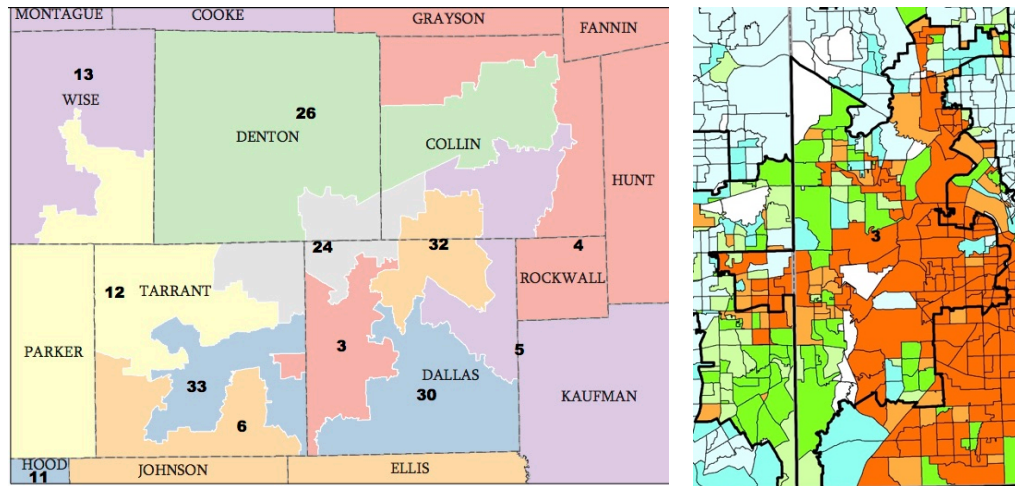 MONTAGUE
COOKE
GRAYSON
FANNIN
13
WISE
26
DENTON
COLLIN
HUNT
24
32
4
ROCKWALL
12
TARRANT
PARKER
3
5
DALLAS
30
KAUFMAN
33
6
HOOD
11
JOHNSON
ELLIS
3